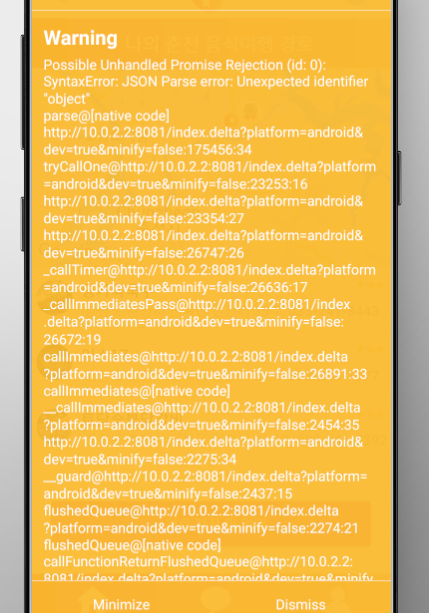 Warning
Possible Unhandled Promise Rejection (id: 0):
SyntaxError: JSON Parse error: Unexpected identifier
"object"
parse@[native code]
http://10.0.2.2:8081/index.delta?platform=android&
dev=true&minify=false:175456:34
tryCallOne@http://10.0.2.2:8081/index.delta?platform
=android&dev=true&minify=false:23253:16
http://10.0.2.2:8081/index.delta?platform=android&
dev=true&minify=false:23354:27
http://10.0.2.2:8081/index.delta?platform=android&
dev=true&minify=false:26747:26
_callTimer@http://10.0.2.2:8081/index.delta?platform
=android&dev=true&minify=false:26636:17
_callImmediatesPass@http://10.0.2.2:8081/index
.delta?platform=android&dev=true&minify=false:
26672:19
callImmediates@http://10.0.2.2:8081/index.delta
?platform=android&dev=true&minify=false:26891:33
callImmediates@[native code]
__callImmediates@http://10.0.2.2:8081/index.delta
?platform=android&dev=true&minify=false:2454:35
http://10.0.2.2:8081/index.delta?platform=android&
dev=true&minify=false:2275:34
__guard@http://10.0.2.2:8081/index.delta?platform=
android&dev=true&minify=false:2437:15
flushedQueue@http://10.0.2.2:8081/index.delta
?platform=android&dev=true&minify=false:2274:21
flushedQueue@[native code]
callFunctionReturnFlushedQueue@http://10.0.2.2:
8081/index.delta?platform=android&dev=true&minify
Minimize
Dismiss